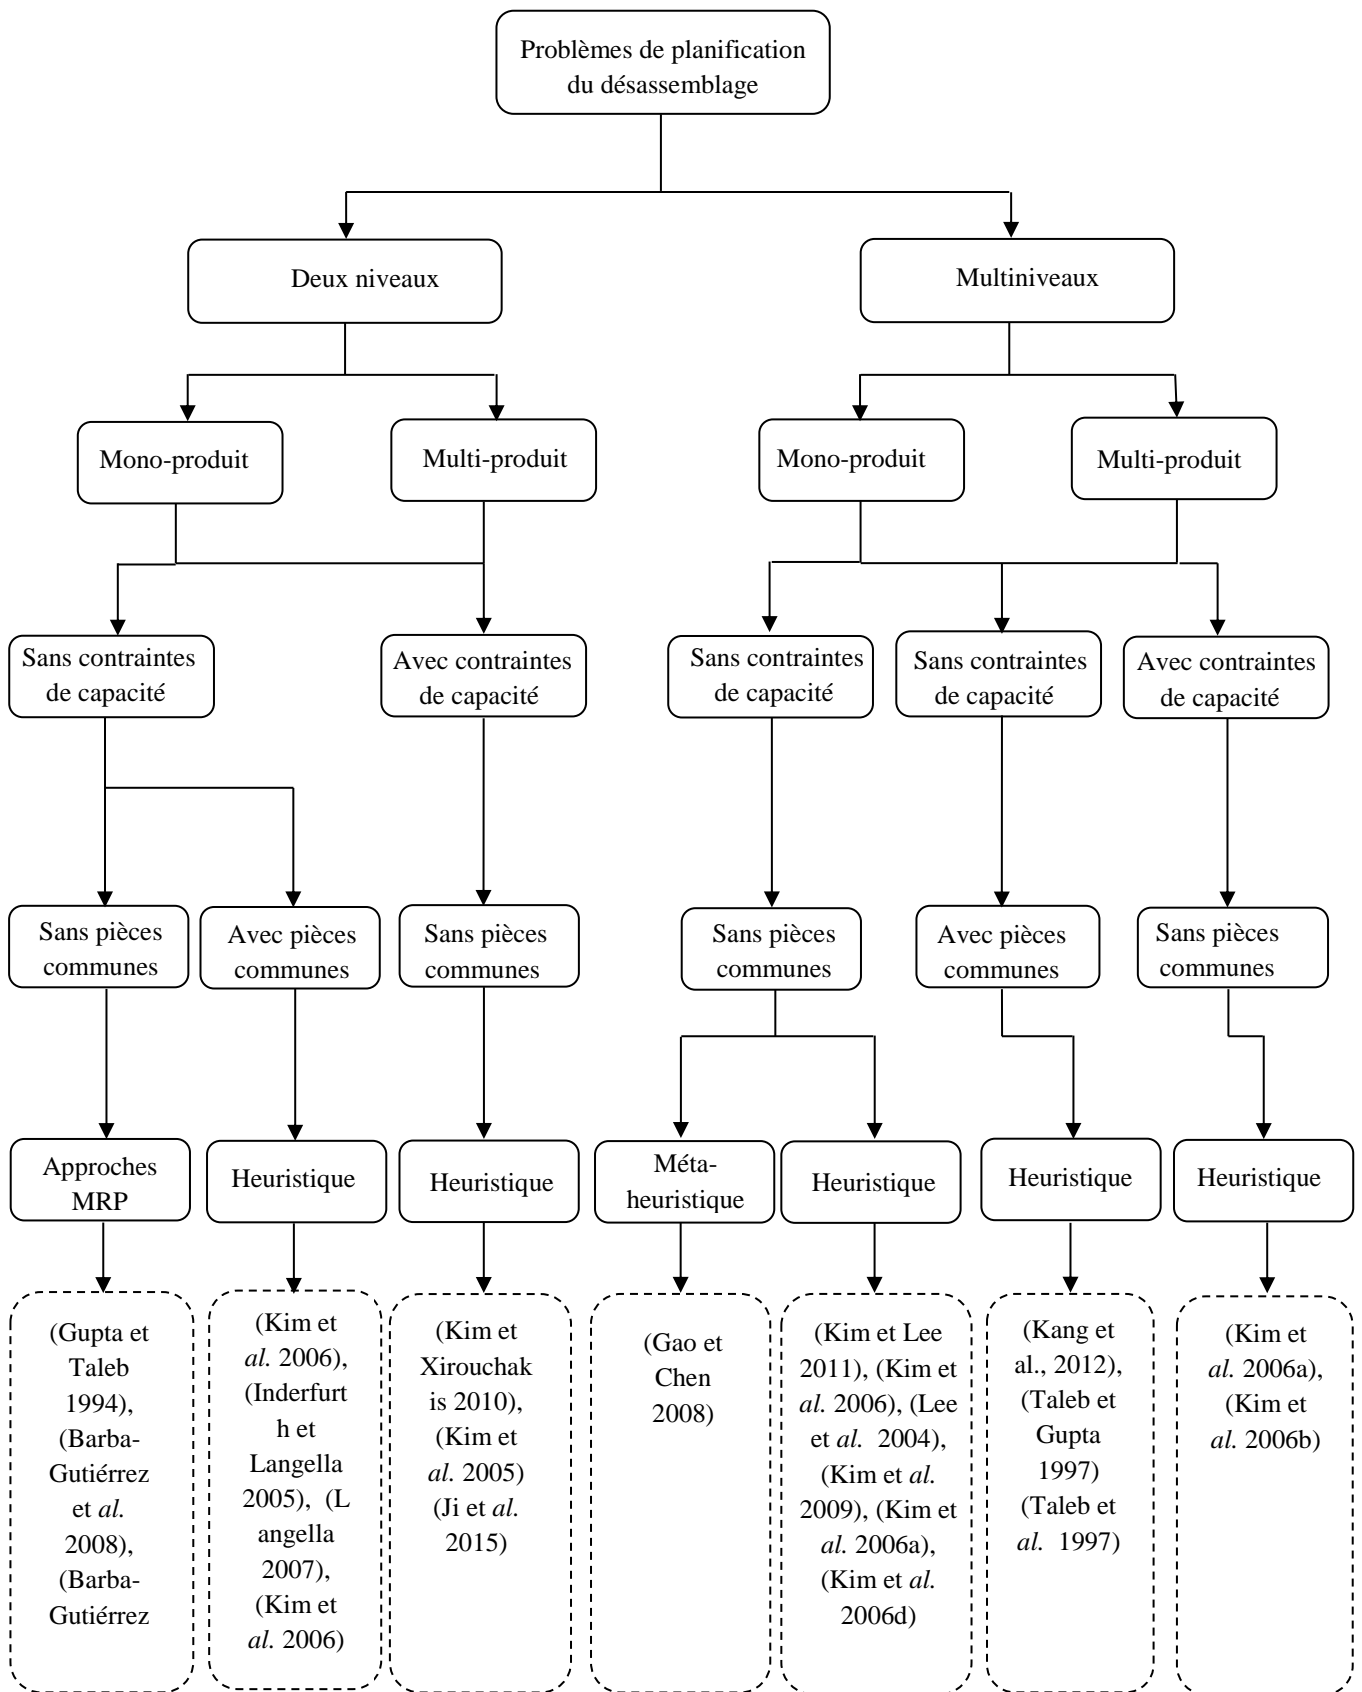 Problèmes de planification
du désassemblage
Deux niveaux
Multiniveaux
Mono-produit
Multi-produit
Mono-produit
Multi-produit
Sans contraintes
de capacité
Avec contraintes
de capacité
Sans contraintes
de capacité
Sans contraintes
de capacité
Avec contraintes
de capacité
Sans pièces
communes
Avec pièces
communes
Sans pièces
communes
Sans pièces
communes
Avec pièces
communes
Sans pièces
communes
Approches
MRP
Heuristique
Heuristique
Méta-
heuristique
Heuristique
Heuristique
Heuristique
(Gupta et
Taleb
1994),
(Barba-
Gutiérrez
et al.
2008),
(Barba-
Gutiérrez
(Kim et
al. 2006),
(Inderfurt
h et
Langella
2005), (L
angella
2007),
(Kim et
al. 2006)
(Kim et
Xirouchak
is 2010),
(Kim et
al. 2005)
(Ji et al.
2015)
(Gao et
Chen
2008)
(Kim et Lee
2011), (Kim et
al. 2006), (Lee
et al. 2004),
(Kim et al.
2009), (Kim et
al. 2006a),
(Kim et al.
2006d)
(Kang et
al., 2012),
(Taleb et
Gupta
1997)
(Taleb et
al. 1997)
(Kim et
al. 2006a),
(Kim et
al. 2006b)